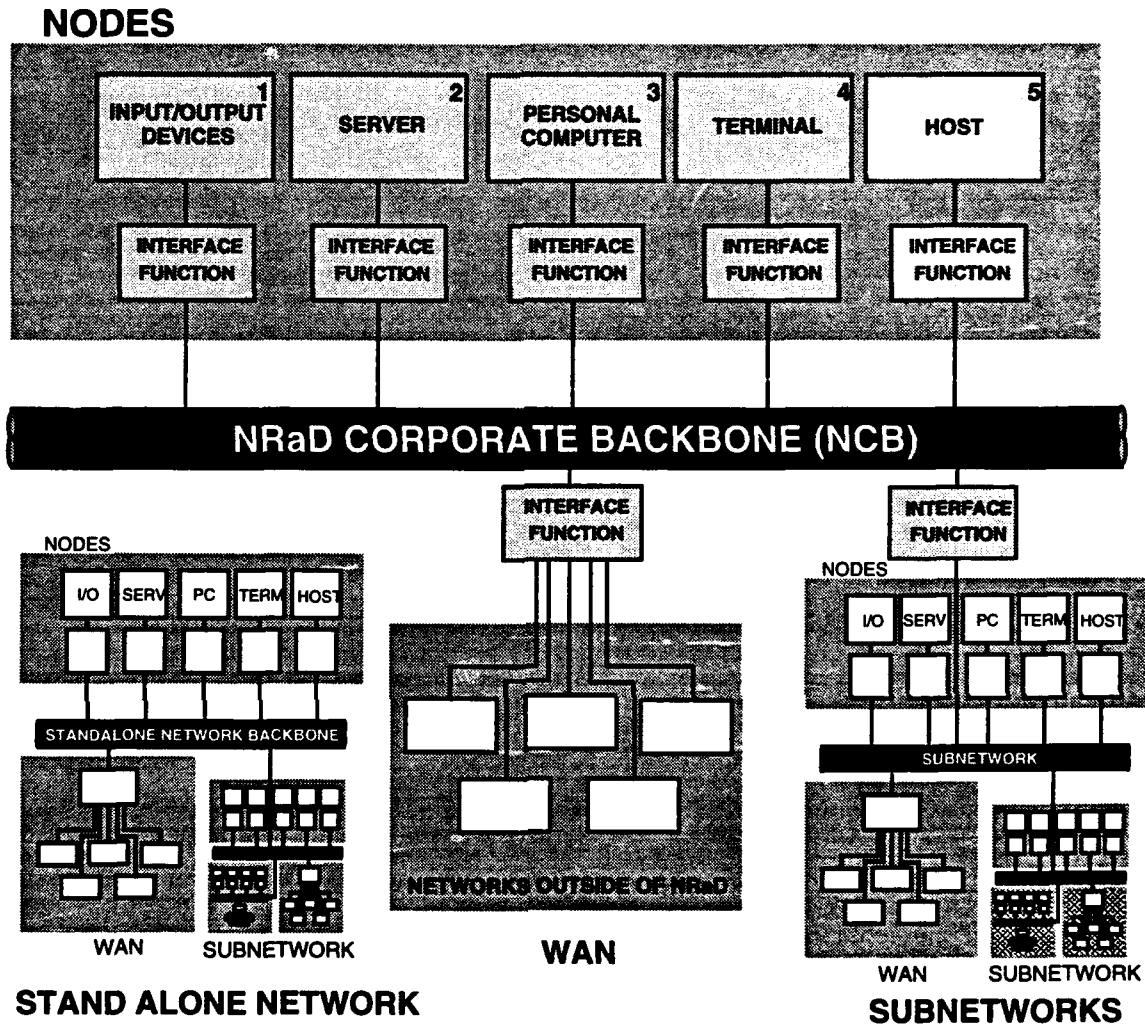 NODES
1
INPUT/OUTPUT
DEVICES
2
SERVER
3
PERSONAL
COMPUTER
4
TERMINAL
5
HOST
INTERFACE
FUNCTION
INTERFACE
FUNCTION
INTERFACE
FUNCTION
INTERFACE
FUNCTION
INTERFACE
FUNCTION
NRaD CORPORATE BACKBONE (NCB)
INTERFACE
FUNCTION
INTERFACE
FUNCTION
NODES
I/O
SERV
PC
TERM
HOST
STANDALONE NETWORK BACKBONE
WAN
SUBNETWORK
STAND ALONE NETWORK
NETWORKS OUTSIDE OF NRaD
WAN
NODES
I/O
SERV
PC
TERM
HOST
SUBNETWORK
WAN
SUBNETWORK
SUBNETWORKS